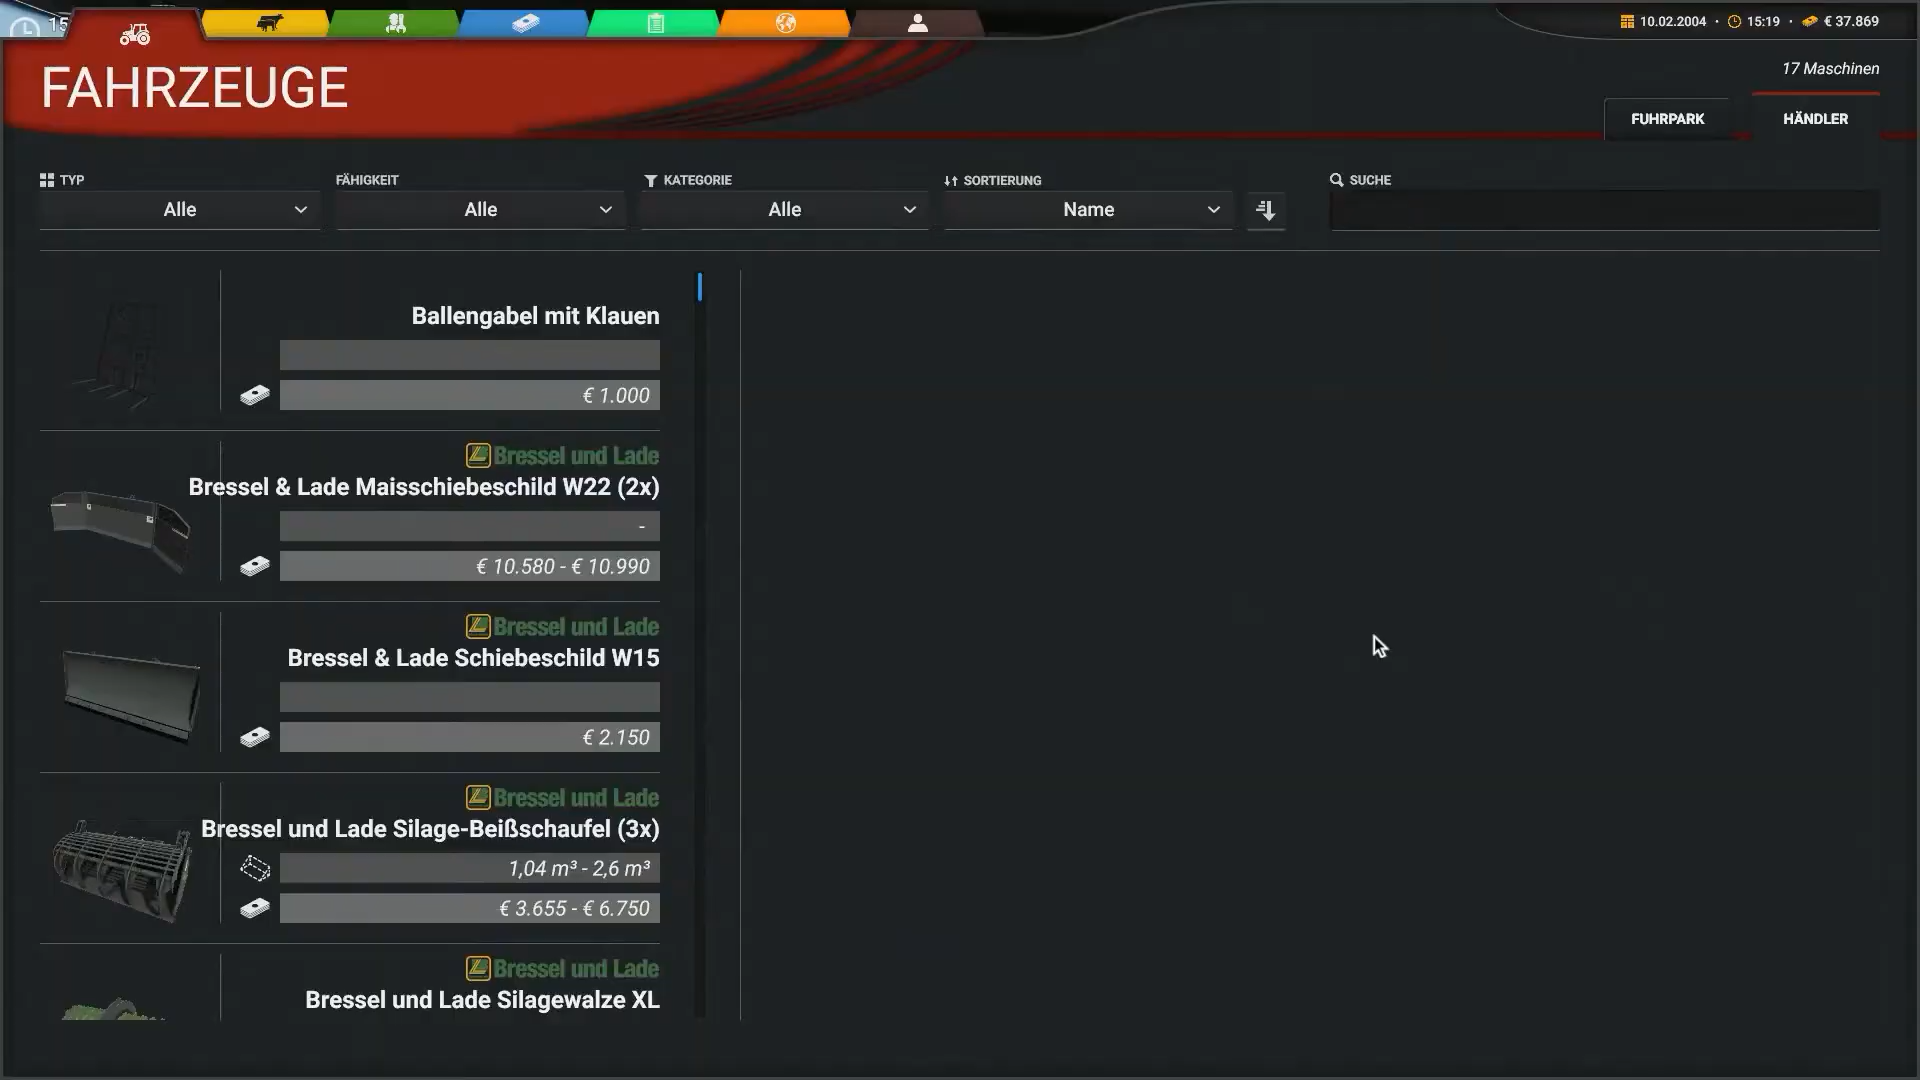 15
10.02.2004 • 15:19 • € 37.869
FAHRZEUGE
17 Maschinen
FUHRPARK
HÄNDLER
TYP
FÄHIGKEIT
KATEGORIE
SORTIERUNG
SUCHE
Alle
Alle
Alle
Name
Ballengabel mit Klauen
€ 1.000
Bressel und Lade
Bressel & Lade Maisschiebeschild W22 (2x)
-
€ 10.580 - € 10.990
Bressel und Lade
Bressel & Lade Schiebeschild W15
€ 2.150
Bressel und Lade
Bressel und Lade Silage-Beißschaufel (3x)
1,04 m³ - 2,6 m³
€ 3.655 - € 6.750
Bressel und Lade
Bressel und Lade Silagewalze XL